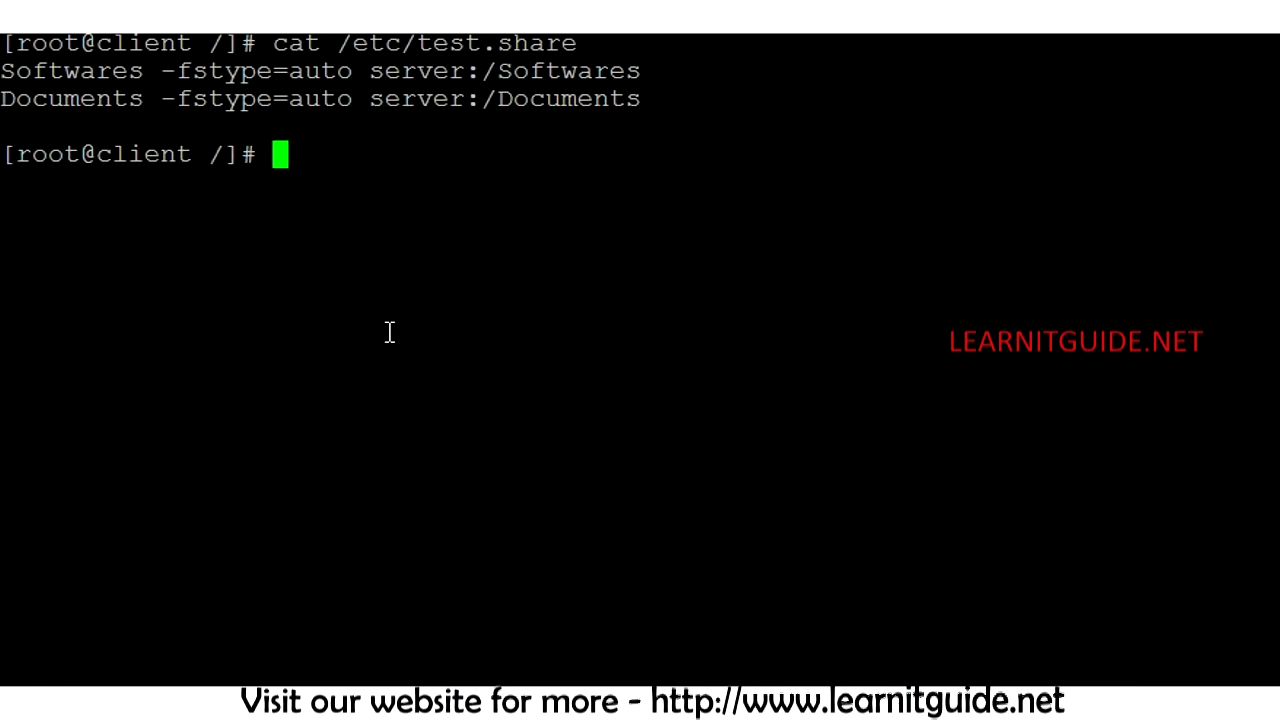 [root@client /]# cat /etc/test.share
Softwares -fstype=auto server:/Softwares
Documents -fstype=auto server:/Documents
[root@client /]#
LEARNITGUIDE.NET
Visit our website for more - http://www.learnitguide.net